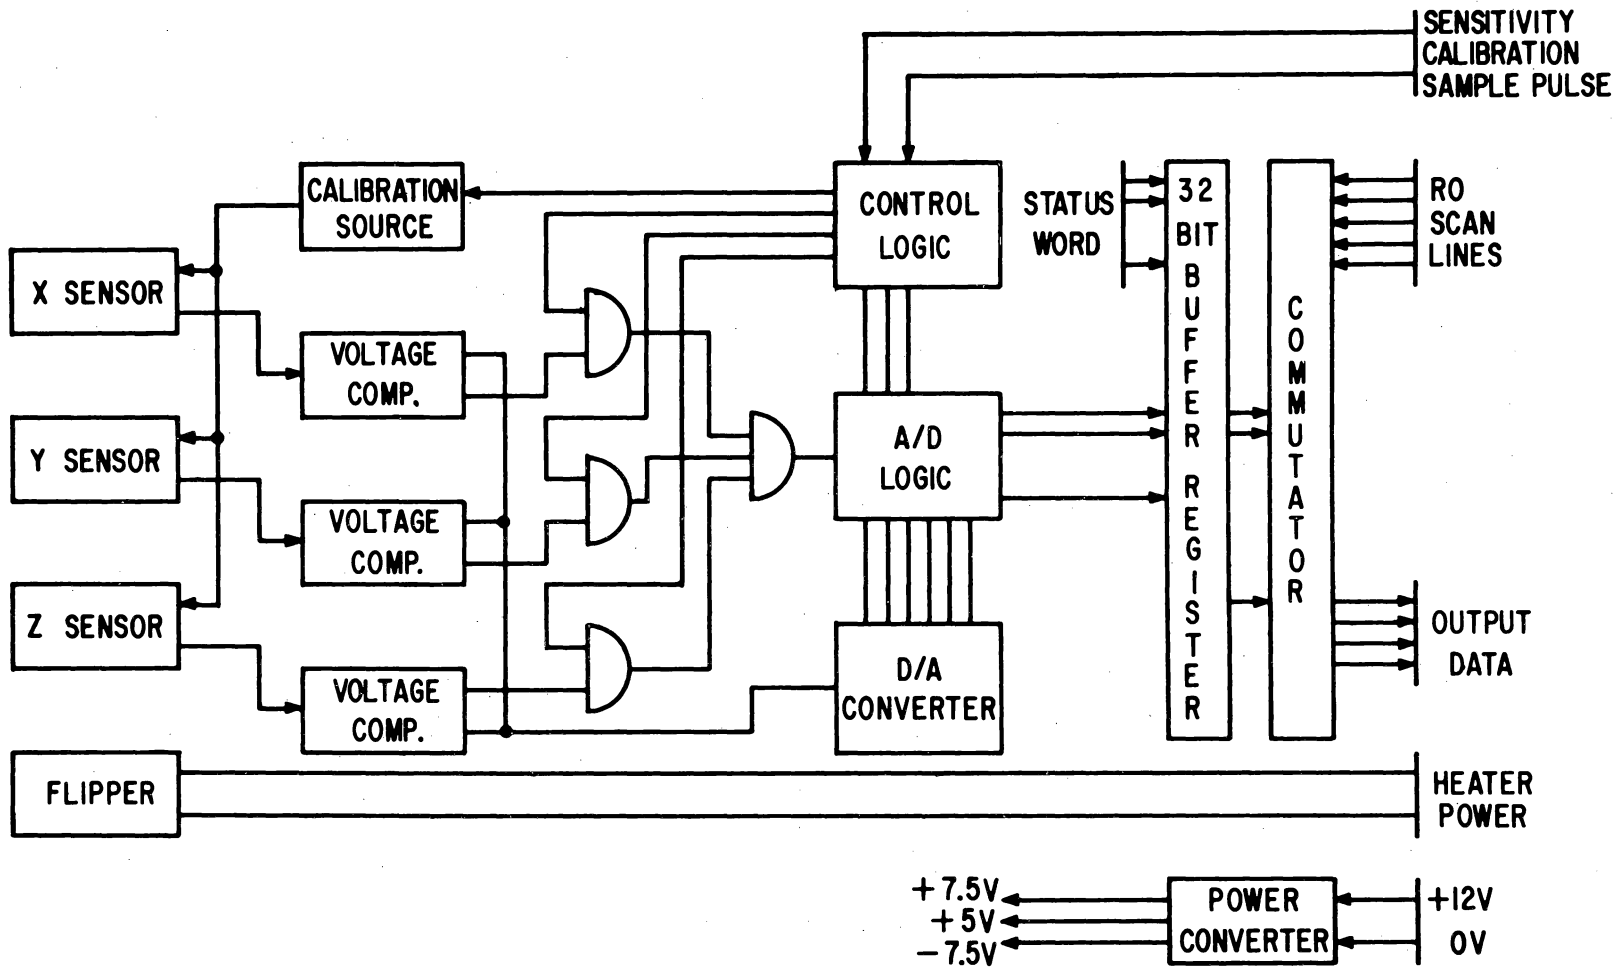 SENSITIVITY
CALIBRATION
SAMPLE PULSE
CALIBRATION
SOURCE
CONTROL
LOGIC
STATUS
WORD
32
BIT
BUFFER
REGISTER
COMMUTATOR
RO
SCAN
LINES
X SENSOR
VOLTAGE
COMP.
Y SENSOR
VOLTAGE
COMP.
A/D
LOGIC
Z SENSOR
VOLTAGE
COMP.
D/A
CONVERTER
OUTPUT
DATA
FLIPPER
HEATER
POWER
+7.5V
+5V
-7.5V
POWER
CONVERTER
+12V
0V